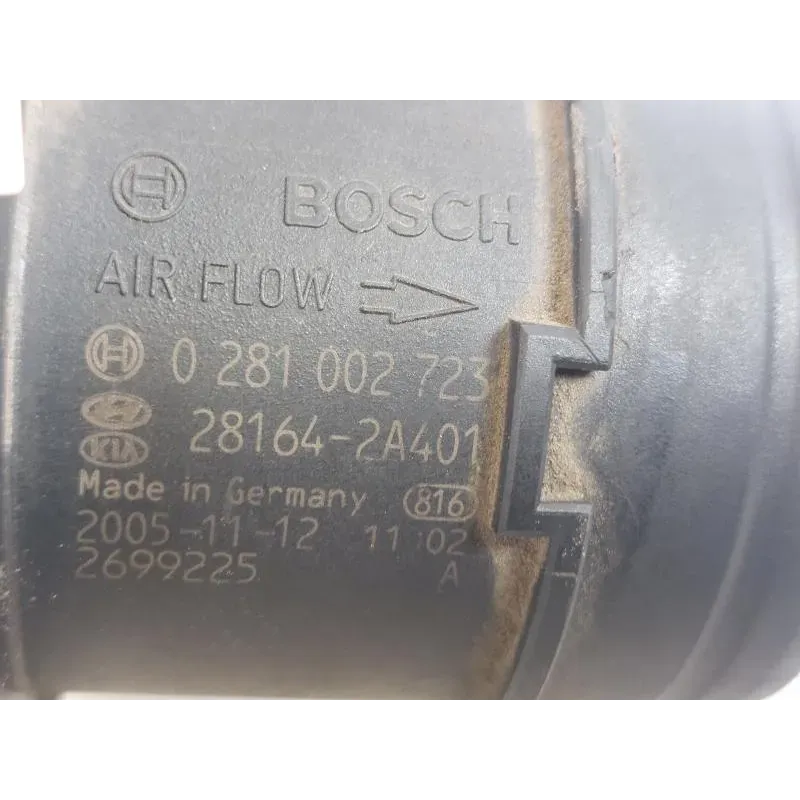 BOSCH
AIR FLOW
0 281 002 723
28164-2A401
KIA
Made in Germany 816
2005-11-12 11:02
2699225 A